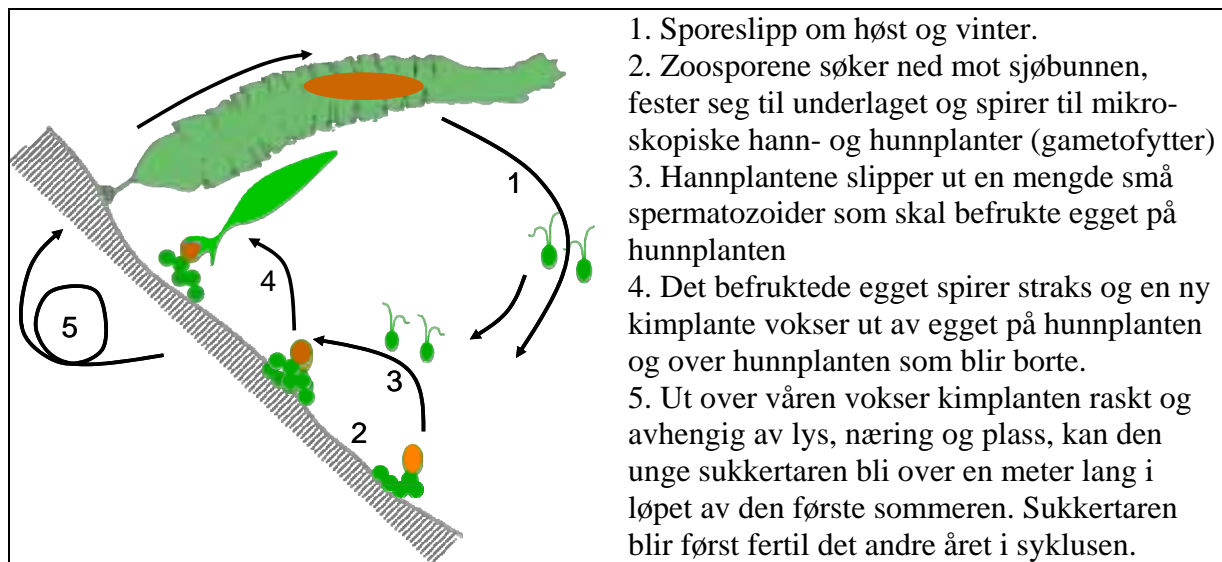 1. Sporeslipp om høst og vinter.
2. Zoosporene søker ned mot sjøbunnen,
fester seg til underlaget og spirer til mikro-
skopiske hann- og hunnplanter (gametofytter)
3. Hannplantene slipper ut en mengde små
spermatozoider som skal befrukte egget på
hunnplanten
4. Det befruktede egget spirer straks og en ny
kimplante vokser ut av egget på hunnplanten
og over hunnplanten som blir borte.
5. Ut over våren vokser kimplanten raskt og
avhengig av lys, næring og plass, kan den
unge sukkertaren bli over en meter lang i
løpet av den første sommeren. Sukkertaren
blir først fertil det andre året i syklusen.
1
4
5
3
2